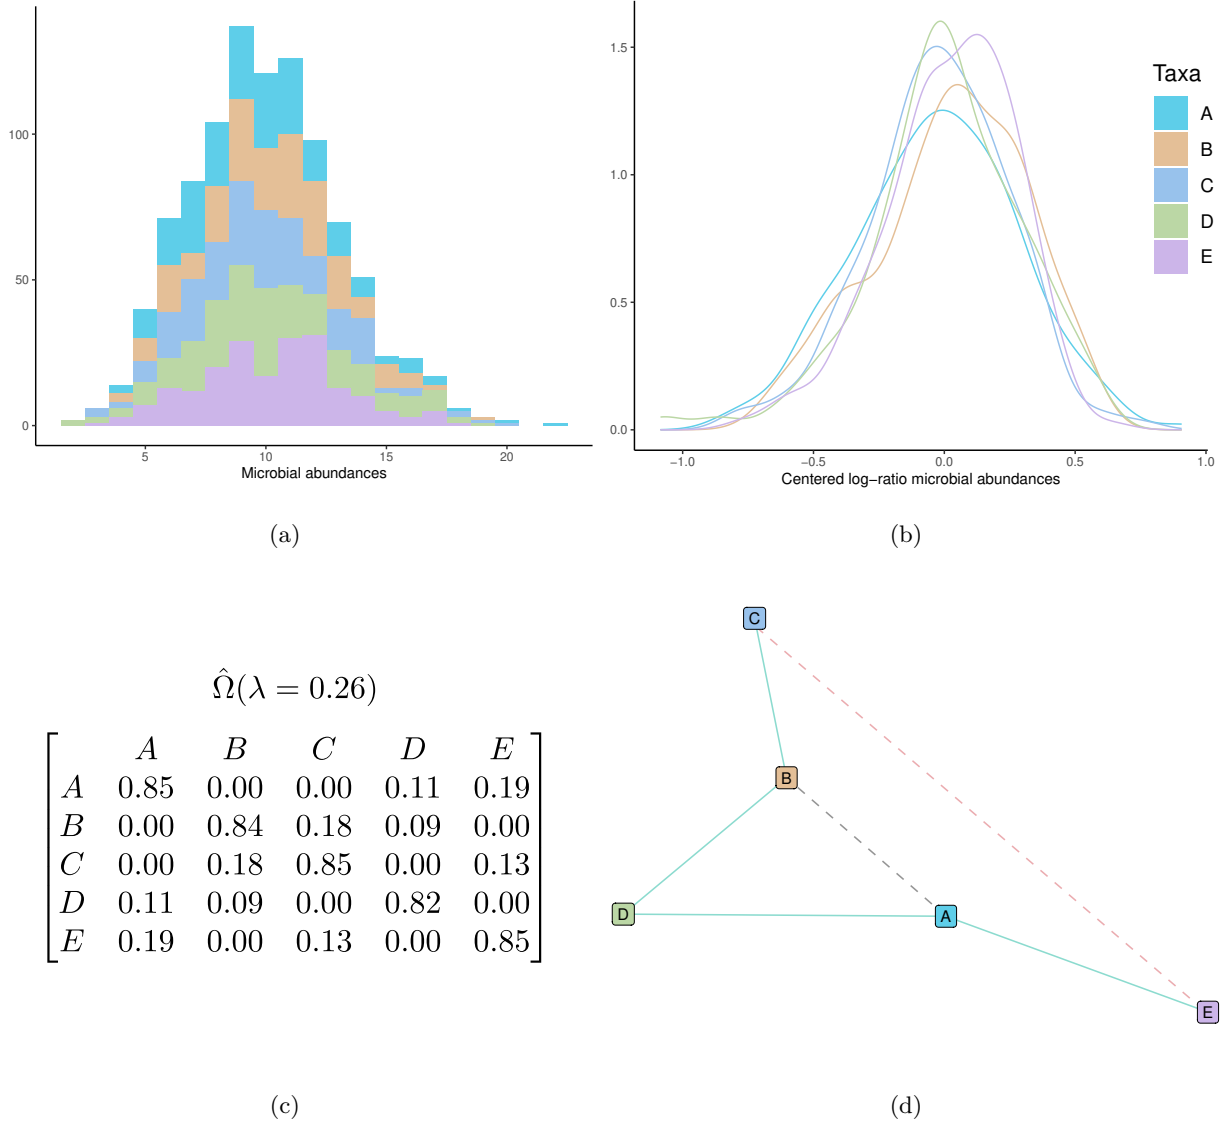 100
50
0
5 10 15 20
Microbial abundances
(a)
1.5
1.0
0.5
0.0
−1.0 −0.5 0.0 0.5 1.0
Centered log−ratio microbial abundances
Taxa
A
B
C
D
E
(b)
Ω̂(λ = 0.26)
A B C D E
A 0.85 0.00 0.00 0.11 0.19
B 0.00 0.84 0.18 0.09 0.00
C 0.00 0.18 0.85 0.00 0.13
D 0.11 0.09 0.00 0.82 0.00
E 0.19 0.00 0.13 0.00 0.85
(c)
C
B
D A
E
(d)